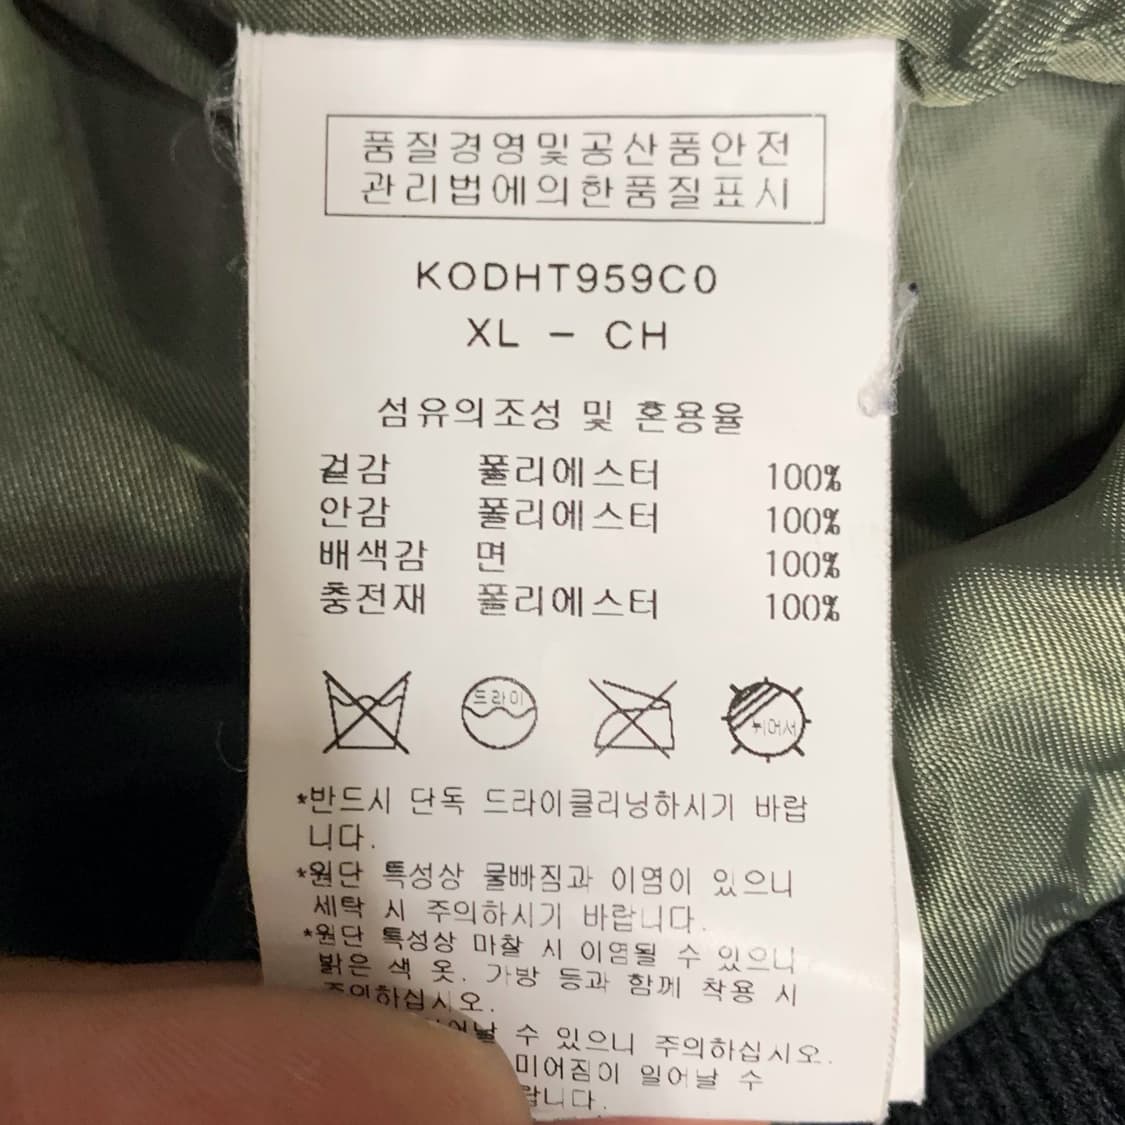 품질경영및공산품안전
관리법에의한품질표시
KODHT959C0
XL - CH
섬유의조성 및 혼용율
겉감 폴리에스터 100%
안감 폴리에스터 100%
배색감 면 100%
충전재 폴리에스터 100%
드라이
뉘어서
*반드시 단독 드라이클리닝하시기 바랍
니다.
*원단 특성상 물빠짐과 이염이 있으니
세탁 시 주의하시기 바랍니다.
*원단 특성상 마찰 시 이염될 수 있으니
밝은 색 옷. 가방 등과 함께 착용 시
주의하십시오.
수 있으니 주의하십시오.
미어짐이 일어날 수
랍니다.